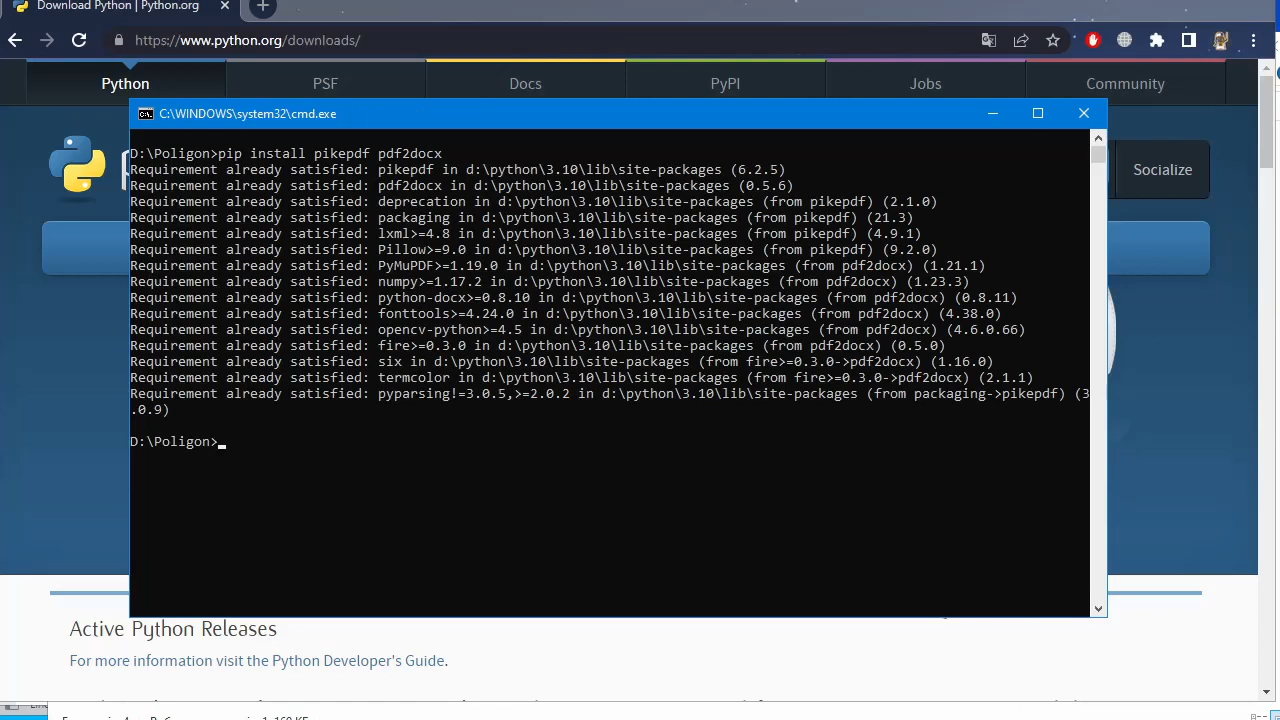 Download Python | Python.org
https://www.python.org/downloads/
Python PSF Docs PyPI Jobs Community
C:\WINDOWS\system32\cmd.exe
Socialize
D:\Poligon>pip install pikepdf pdf2docx
Requirement already satisfied: pikepdf in d:\python\3.10\lib\site-packages (6.2.5)
Requirement already satisfied: pdf2docx in d:\python\3.10\lib\site-packages (0.5.6)
Requirement already satisfied: deprecation in d:\python\3.10\lib\site-packages (from pikepdf) (2.1.0)
Requirement already satisfied: packaging in d:\python\3.10\lib\site-packages (from pikepdf) (21.3)
Requirement already satisfied: lxml>=4.8 in d:\python\3.10\lib\site-packages (from pikepdf) (4.9.1)
Requirement already satisfied: Pillow>=9.0 in d:\python\3.10\lib\site-packages (from pikepdf) (9.2.0)
Requirement already satisfied: PyMuPDF>=1.19.0 in d:\python\3.10\lib\site-packages (from pdf2docx) (1.21.1)
Requirement already satisfied: numpy>=1.17.2 in d:\python\3.10\lib\site-packages (from pdf2docx) (1.23.3)
Requirement already satisfied: python-docx>=0.8.10 in d:\python\3.10\lib\site-packages (from pdf2docx) (0.8.11)
Requirement already satisfied: fonttools>=4.24.0 in d:\python\3.10\lib\site-packages (from pdf2docx) (4.38.0)
Requirement already satisfied: opencv-python>=4.5 in d:\python\3.10\lib\site-packages (from pdf2docx) (4.6.0.66)
Requirement already satisfied: fire>=0.3.0 in d:\python\3.10\lib\site-packages (from pdf2docx) (0.5.0)
Requirement already satisfied: six in d:\python\3.10\lib\site-packages (from fire>=0.3.0->pdf2docx) (1.16.0)
Requirement already satisfied: termcolor in d:\python\3.10\lib\site-packages (from fire>=0.3.0->pdf2docx) (2.1.1)
Requirement already satisfied: pyparsing!=3.0.5,>=2.0.2 in d:\python\3.10\lib\site-packages (from packaging->pikepdf) (3
.0.9)
D:\Poligon>
Active Python Releases
For more information visit the Python Developer's Guide.